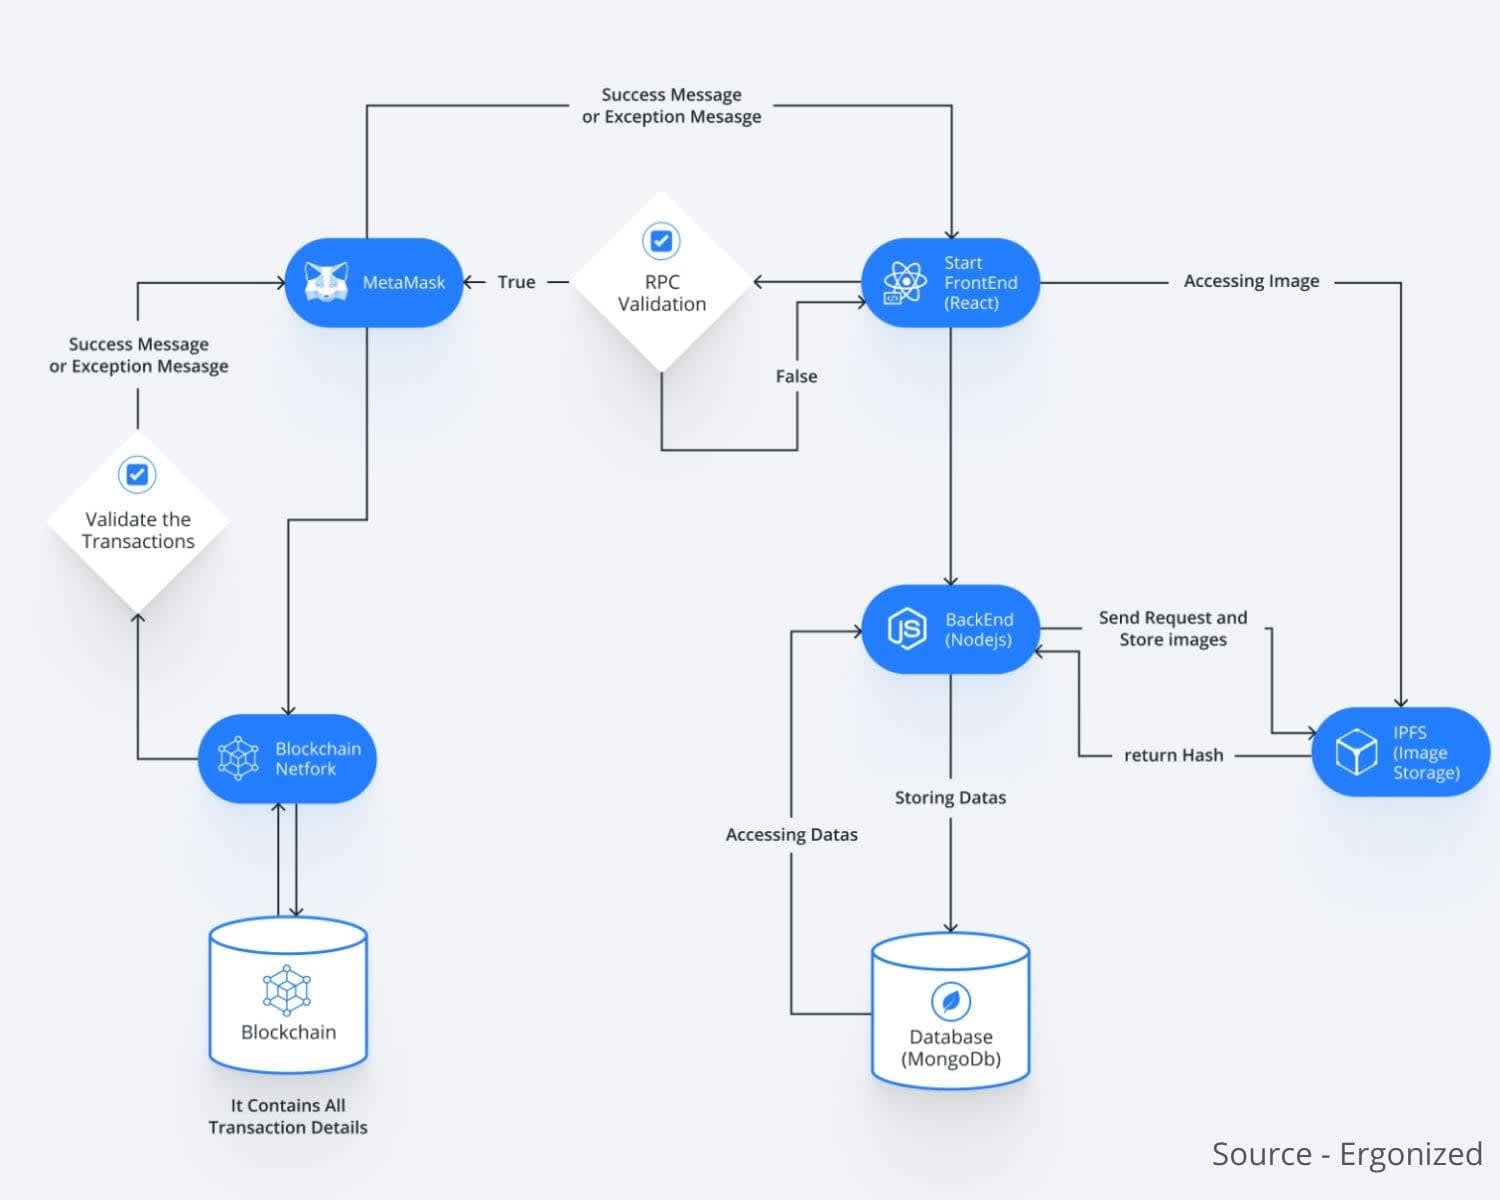 Success Message
or Exception Mesasge
MetaMask
True
RPC
Validation
Start
FrontEnd
(React)
Accessing Image
Success Message
or Exception Mesasge
False
Validate the
Transactions
BackEnd
(Nodejs)
Send Request and
Store images
Blockchain
Netfork
return Hash
IPFS
(Image
Storage)
Storing Datas
Accessing Datas
Blockchain
Database
(MongoDb)
It Contains All
Transaction Details
Source - Ergonized